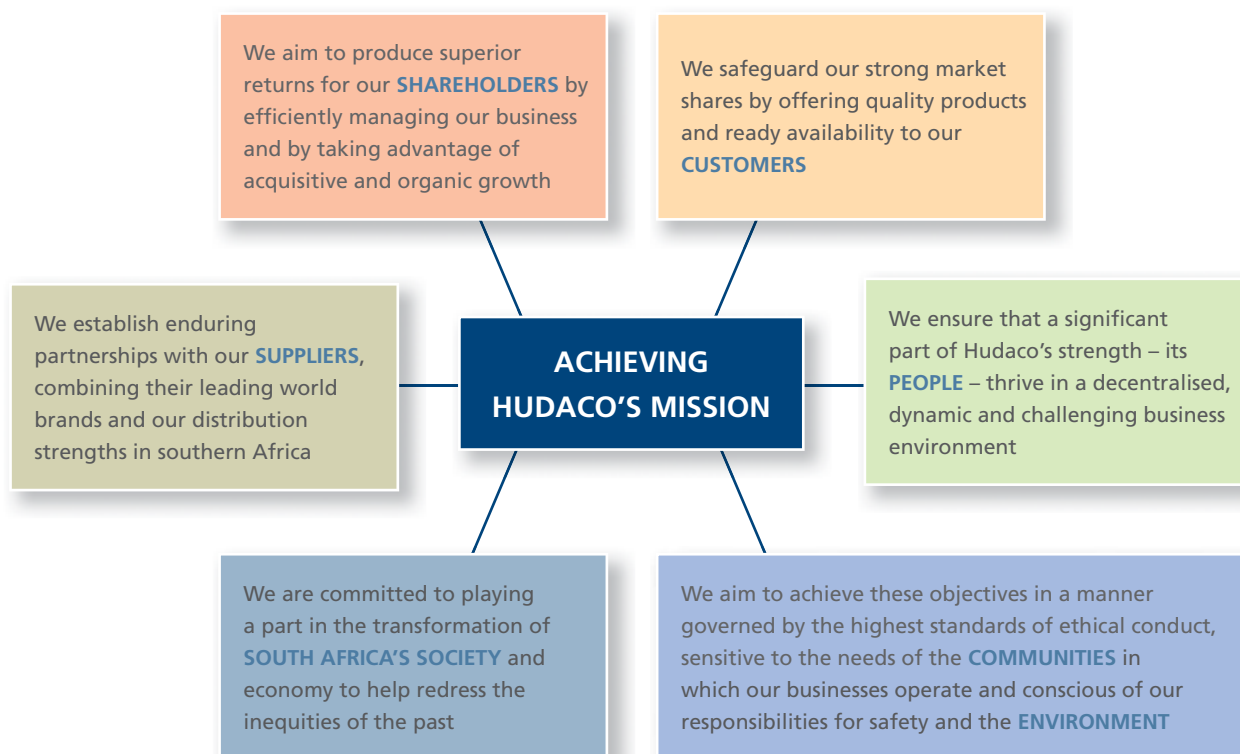 We aim to produce superior
returns for our SHAREHOLDERS by
efficiently managing our business
and by taking advantage of
acquisitive and organic growth
We safeguard our strong market
shares by offering quality products
and ready availability to our
CUSTOMERS
We establish enduring
partnerships with our SUPPLIERS,
combining their leading world
brands and our distribution
strengths in southern Africa
ACHIEVING
HUDACO’S MISSION
We ensure that a significant
part of Hudaco’s strength – its
PEOPLE – thrive in a decentralised,
dynamic and challenging business
environment
We are committed to playing
a part in the transformation of
SOUTH AFRICA’S SOCIETY and
economy to help redress the
inequities of the past
We aim to achieve these objectives in a manner
governed by the highest standards of ethical conduct,
sensitive to the needs of the COMMUNITIES in
which our businesses operate and conscious of our
responsibilities for safety and the ENVIRONMENT